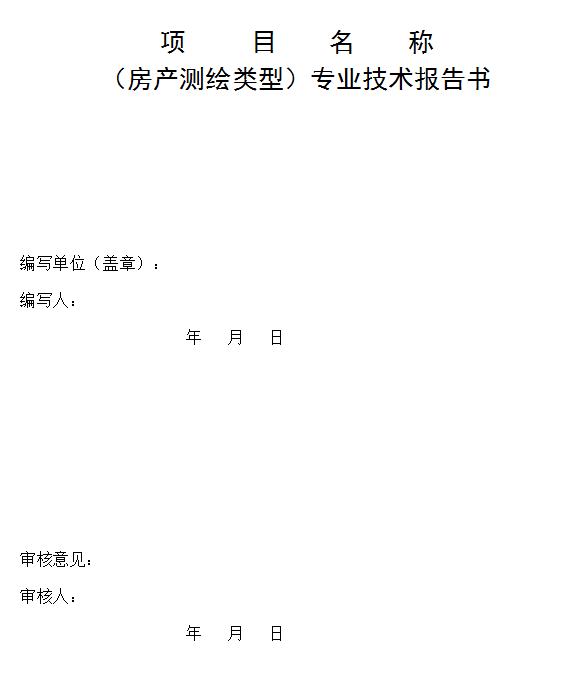 项 目 名 称
（房产测绘类型）专业技术报告书
编写单位（盖章）：
编写人：
年 月 日
审核意见：
审核人：
年 月 日